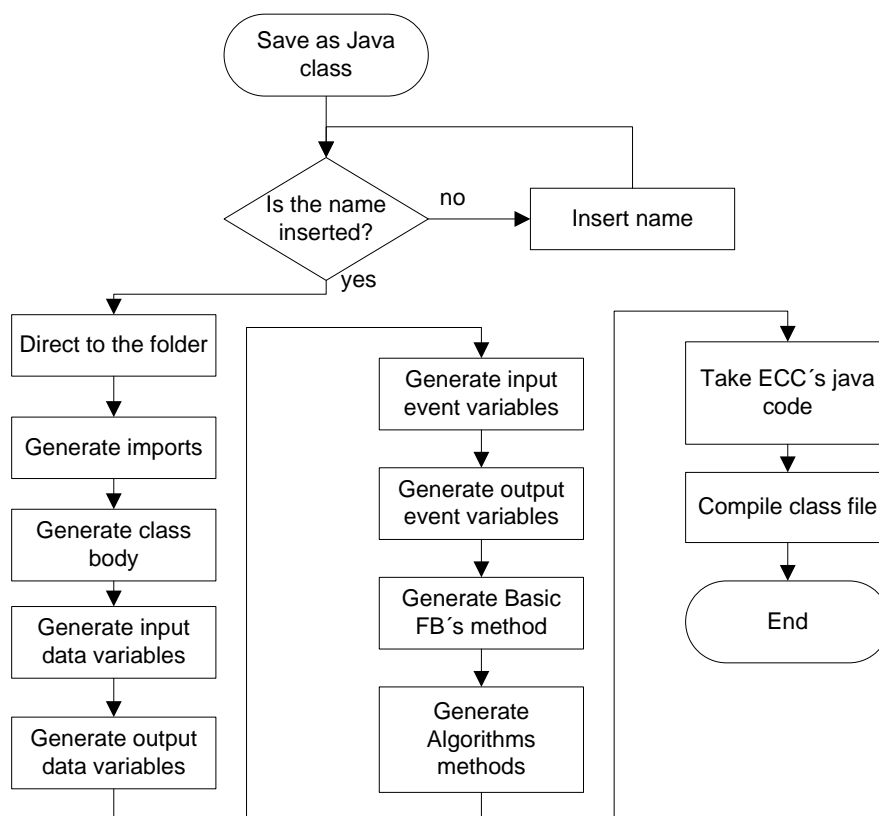 Save as Java
class
Is the name
inserted?
no
Insert name
yes
Direct to the folder
Generate imports
Generate class
body
Generate input
data variables
Generate output
data variables
Generate input
event variables
Generate output
event variables
Generate Basic
FB´s method
Generate
Algorithms
methods
Take ECC´s java
code
Compile class file
End